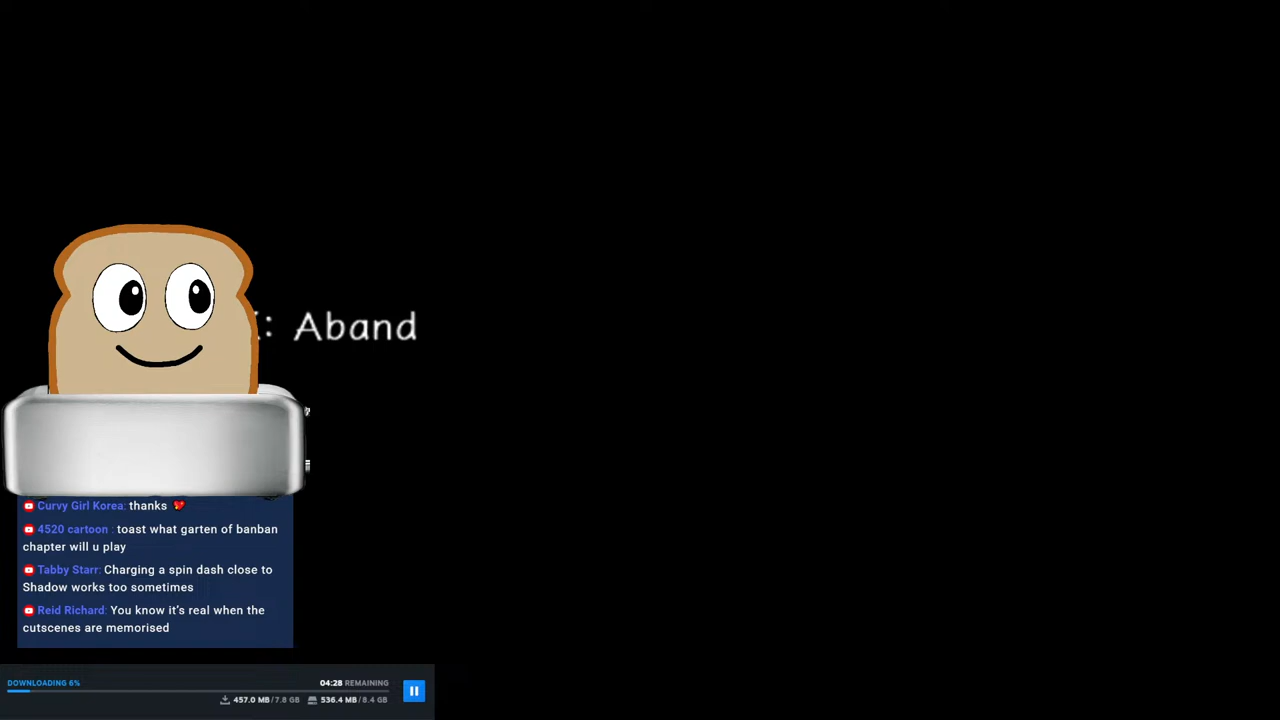 : Aband
Curvy Girl Korea: thanks
4520 cartoon : toast what garten of banban
chapter will u play
Tabby Starr: Charging a spin dash close to
Shadow works too sometimes
Reid Richard: You know it’s real when the
cutscenes are memorised
DOWNLOADING 6% 04:28 REMAINING
457.0 MB/7.8 GB 536.4 MB/8.4 GB